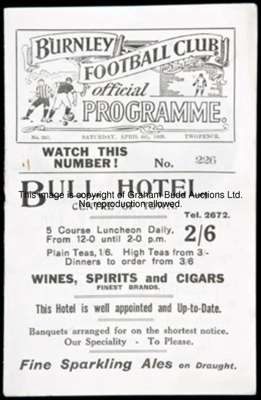 BURNLEY
FOOTBALL CLUB
official
PROGRAMME.
SATURDAY, APRIL
TWOPENCE.
WATCH THIS
NUMBER! No. 226
BULL HOTEL
This image is copyright of Graham Budd Auctions Ltd.
No reproduction allowed.
CENTRE OF TOWN.
Tel. 2672.
5 Course Luncheon Daily,
From 12-0 until 2-0 p.m. 2/6
Plain Teas, 1/6. High Teas from 3/-
Dinners to order from 3/6
WINES, SPIRITS and CIGARS
FINEST BRANDS.
This Hotel is well appointed and Up-to-Date.
Banquets arranged for on the shortest notice.
Our Speciality - To Please.
Fine Sparkling Ales on Draught.